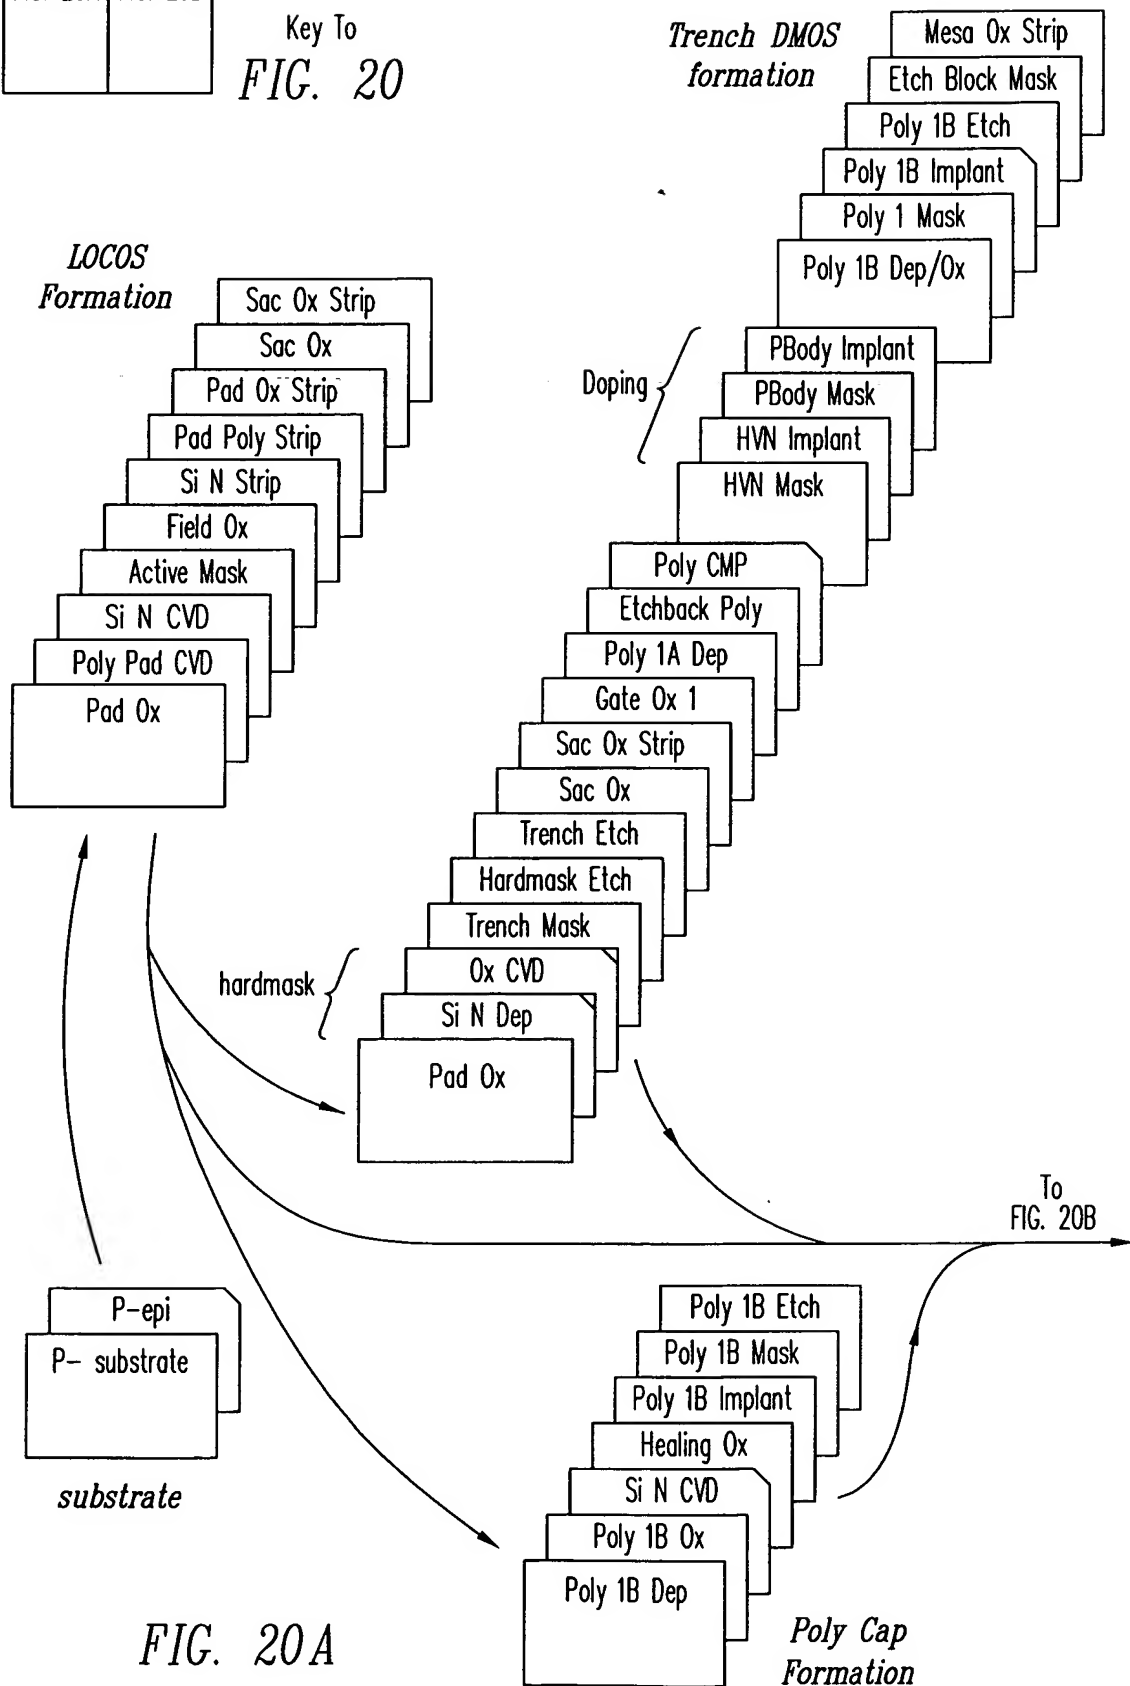 Key To
FIG. 20
Trench DMOS
formation
Mesa Ox Strip
Etch Block Mask
Poly 1B Etch
Poly 1B Implant
Poly 1 Mask
Poly 1B Dep/Ox
Doping
PBody Implant
PBody Mask
HVN Implant
HVN Mask
Poly CMP
Etchback Poly
Poly 1A Dep
Gate Ox 1
Sac Ox Strip
Sac Ox
Trench Etch
Hardmask Etch
Trench Mask
hardmask
Ox CVD
Si N Dep
Pad Ox
LOCOS
Formation
Sac Ox Strip
Sac Ox
Pad Ox Strip
Pad Poly Strip
Si N Strip
Field Ox
Active Mask
Si N CVD
Poly Pad CVD
Pad Ox
To
FIG. 20B
P-epi
P- substrate
substrate
Poly 1B Etch
Poly 1B Mask
Poly 1B Implant
Healing Ox
Si N CVD
Poly 1B Ox
Poly 1B Dep
Poly Cap
Formation
FIG. 20A